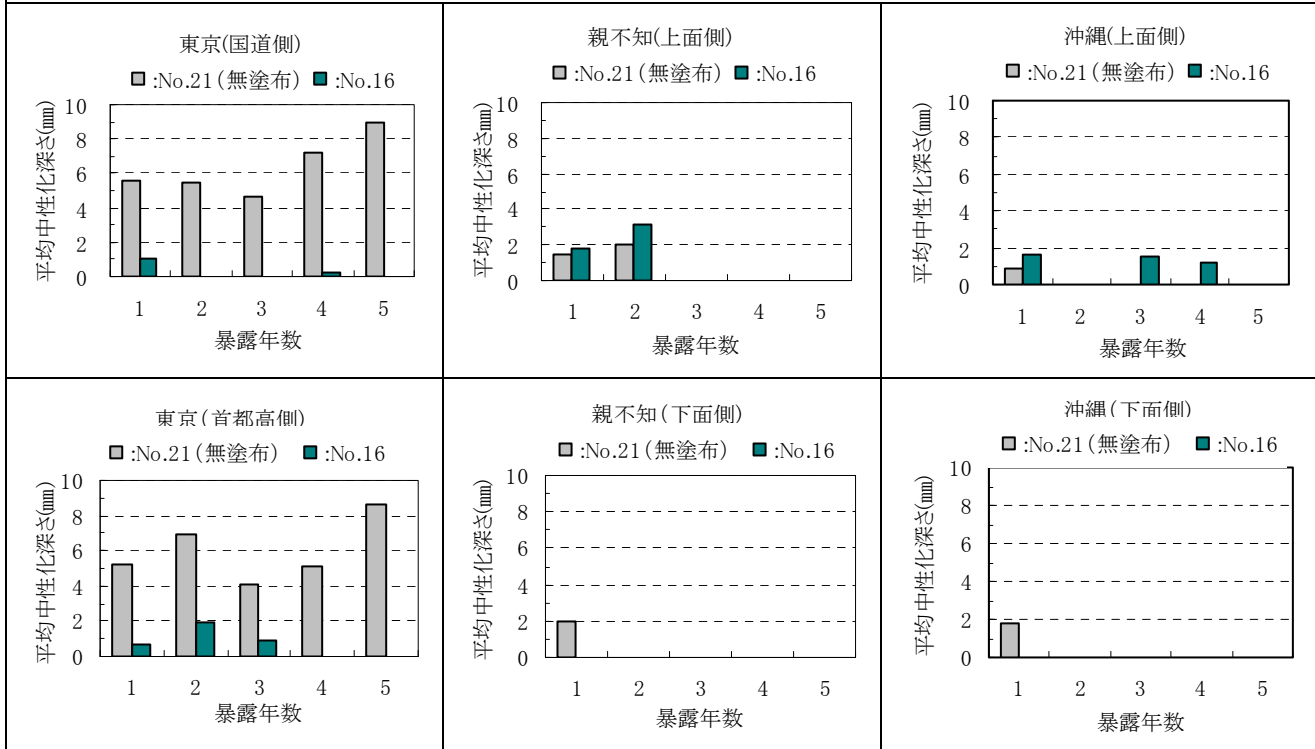 東京(国道側)
:No.21(無塗布) :No.16
平均中性化深さ(㎜)
10
8
6
4
2
0
1 2 3 4 5
暴露年数
親不知(上面側)
:No.21(無塗布) :No.16
平均中性化深さ㎜)
10
8
6
4
2
0
1 2 3 4 5
暴露年数
沖縄(上面側)
:No.21(無塗布) :No.16
平均中性化深さ(㎜)
10
8
6
4
2
0
1 2 3 4 5
暴露年数
東京(首都高側)
:No.21(無塗布) :No.16
平均中性化深さ(㎜)
10
8
6
4
2
0
1 2 3 4 5
暴露年数
親不知(下面側)
:No.21(無塗布) :No.16
平均中性化深さ(㎜)
10
8
6
4
2
0
1 2 3 4 5
暴露年数
沖縄(下面側)
:No.21(無塗布) :No.16
平均中性化深さ(㎜)
10
8
6
4
2
0
1 2 3 4 5
暴露年数